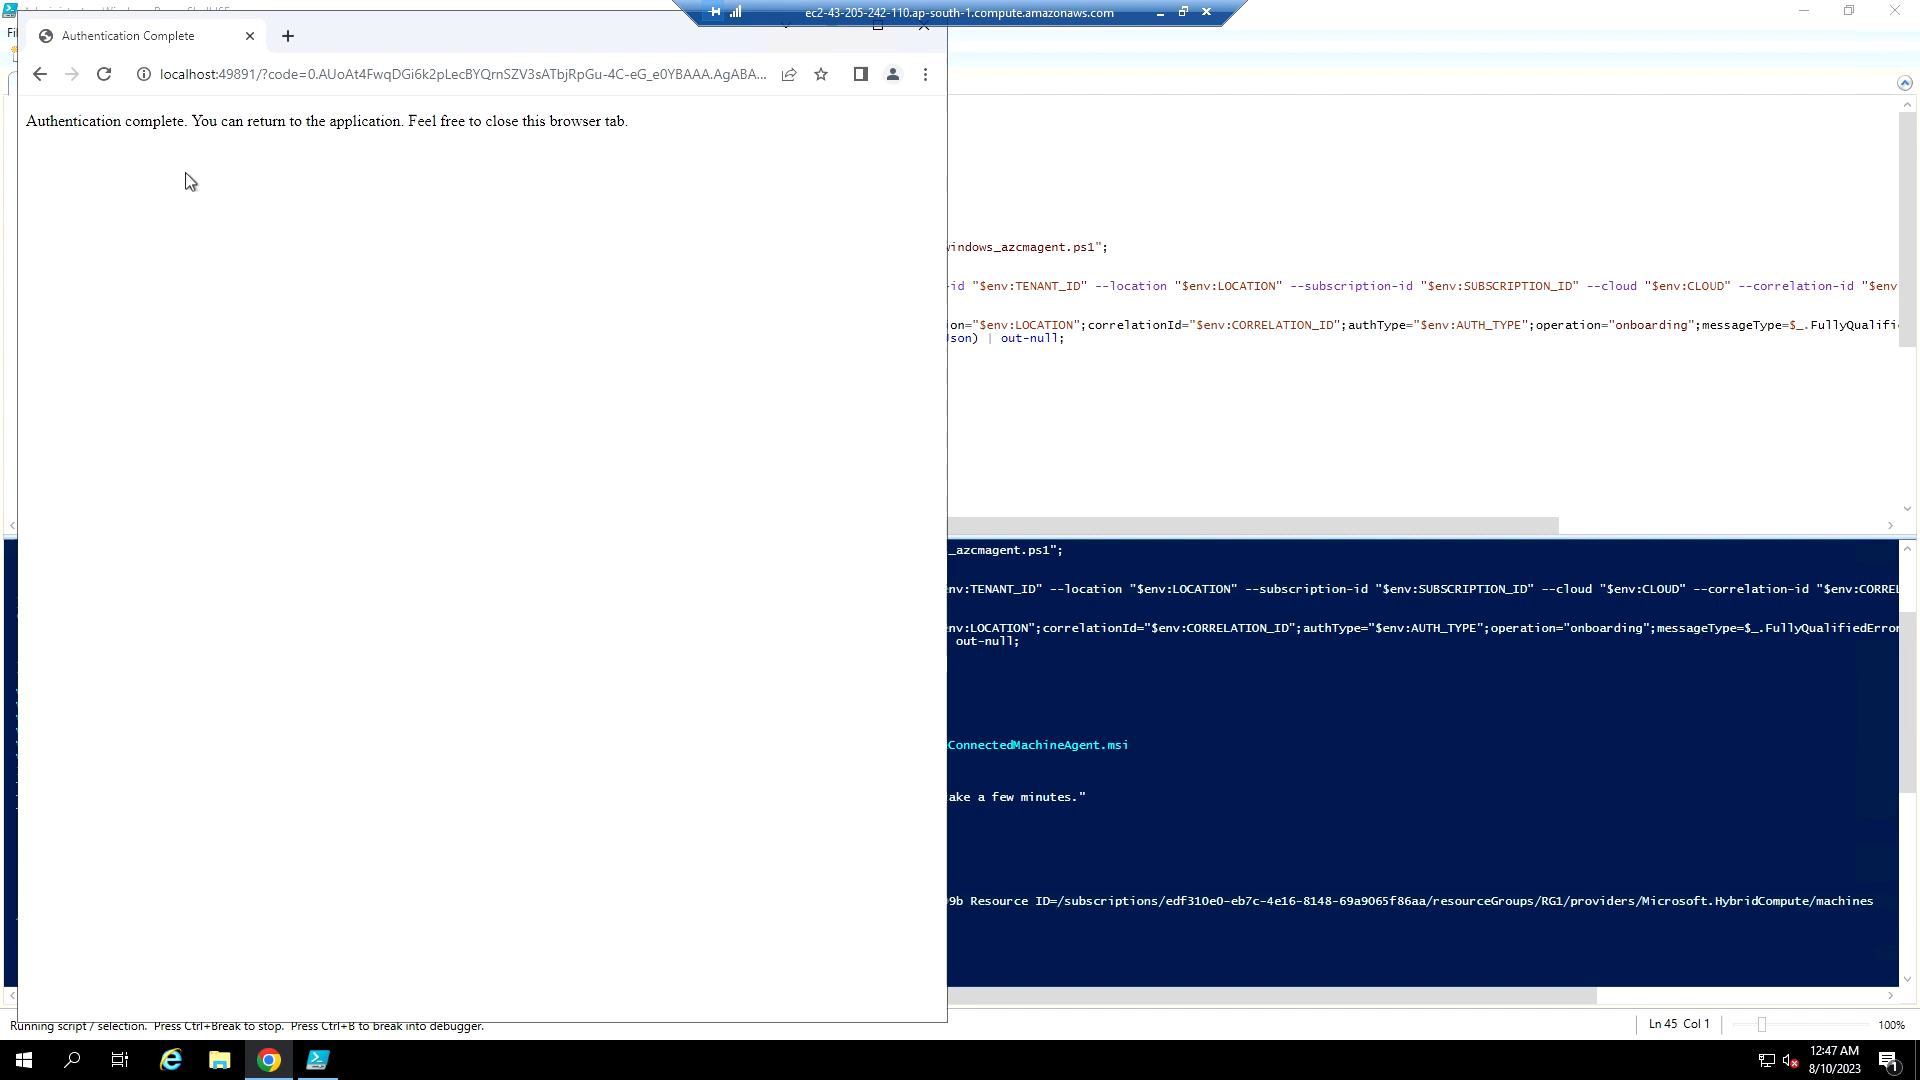 ec2-43-205-242-110.ap-south-1.compute.amazonaws.com
Authentication Complete
localhost:49891/?code=0.AUoAt4FwqDGi6k2pLecBYQrnSZV3sATbjRpGu-4C-eG_e0YBAAA.AgABA...
Authentication complete. You can return to the application. Feel free to close this browser tab.
windows_azcmagent.ps1";
-id "$env:TENANT_ID" --location "$env:LOCATION" --subscription-id "$env:SUBSCRIPTION_ID" --cloud "$env:CLOUD" --correlation-id "$env
on="$env:LOCATION";correlationId="$env:CORRELATION_ID";authType="$env:AUTH_TYPE";operation="onboarding";messageType=$_.FullyQualifi
Json) | out-null;
_azcmagent.ps1";
env:TENANT_ID" --location "$env:LOCATION" --subscription-id "$env:SUBSCRIPTION_ID" --cloud "$env:CLOUD" --correlation-id "$env:CORREL
env:LOCATION";correlationId="$env:CORRELATION_ID";authType="$env:AUTH_TYPE";operation="onboarding";messageType=$_.FullyQualifiedError
out-null;
ConnectedMachineAgent.msi
ake a few minutes."
9b Resource ID=/subscriptions/edf310e0-eb7c-4e16-8148-69a9065f86aa/resourceGroups/RG1/providers/Microsoft.HybridCompute/machines
Running script / selection. Press Ctrl+Break to stop. Press Ctrl+B to break into debugger.
Ln 45 Col 1
100%
12:47 AM
8/10/2023
1